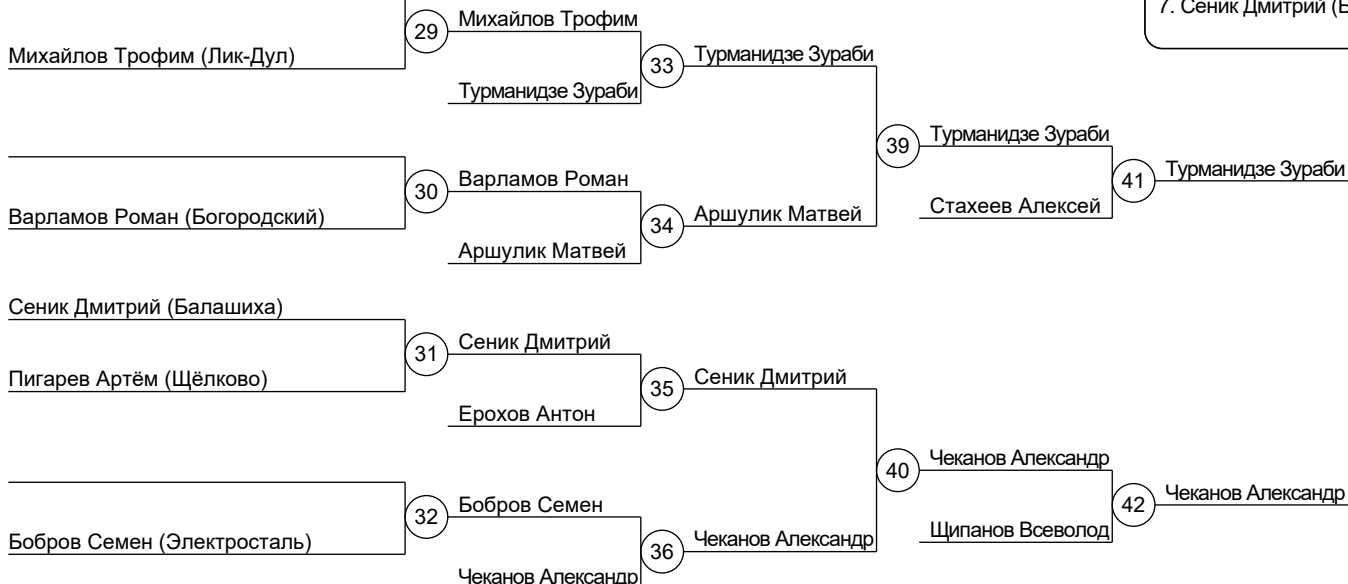 7. Сеник Дмитрий (Б
29
Михайлов Трофим
Михайлов Трофим (Лик-Дул)
33
Турманидзе Зураби
Турманидзе Зураби
39
Турманидзе Зураби
30
Варламов Роман
41
Турманидзе Зураби
Варламов Роман (Богородский)
34
Аршулик Матвей
Стахеев Алексей
Аршулик Матвей
Сеник Дмитрий (Балашиха)
31
Сеник Дмитрий
Пигарев Артём (Щёлково)
35
Сеник Дмитрий
Ерохов Антон
40
Чеканов Александр
32
Бобров Семен
42
Чеканов Александр
Бобров Семен (Электросталь)
36
Чеканов Александр
Щипанов Всеволод
Чеканов Александр